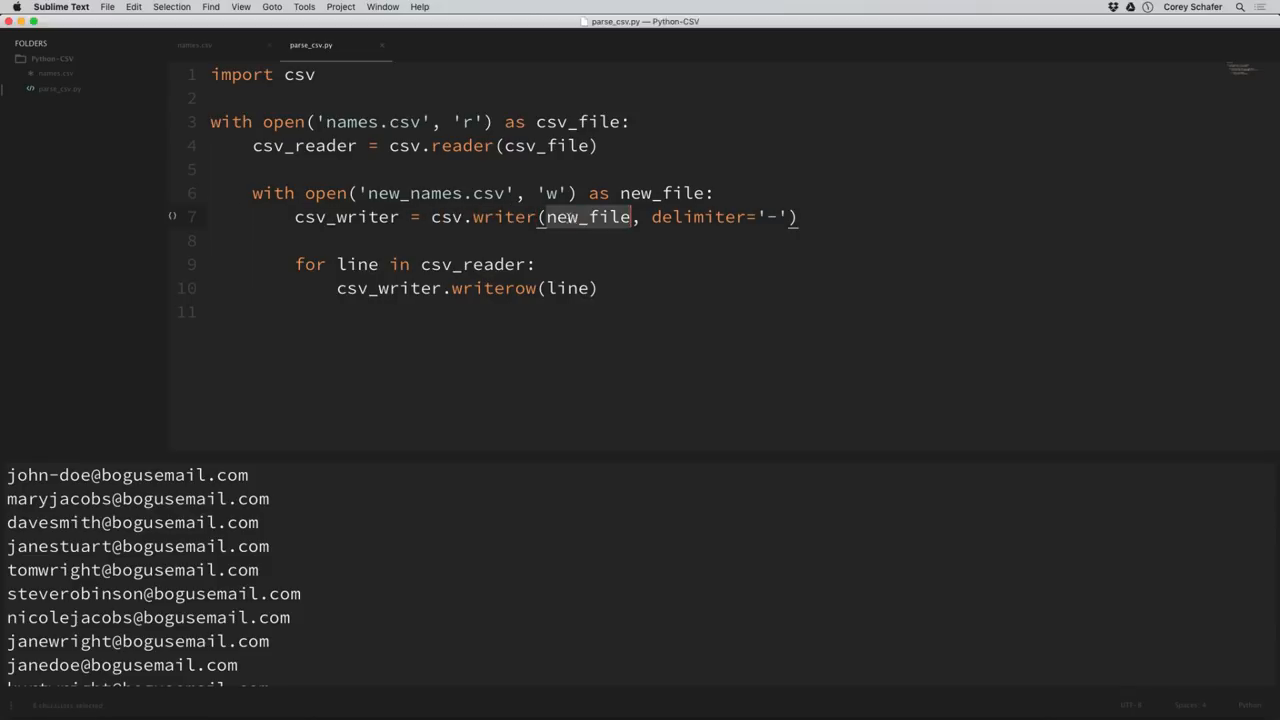 Sublime Text File Edit Selection Find View Goto Tools Project Window Help Corey Schafer
parse_csv.py — Python-CSV
FOLDERS
Python-CSV
names.csv
parse_csv.py
names.csv parse_csv.py
1 import csv
2
3 with open('names.csv', 'r') as csv_file:
4 csv_reader = csv.reader(csv_file)
5
6 with open('new_names.csv', 'w') as new_file:
7 csv_writer = csv.writer(new_file, delimiter='-')
8
9 for line in csv_reader:
10 csv_writer.writerow(line)
11
john-doe@bogusemail.com
maryjacobs@bogusemail.com
davesmith@bogusemail.com
janestuart@bogusemail.com
tomwright@bogusemail.com
steverobinson@bogusemail.com
nicolejacobs@bogusemail.com
janewright@bogusemail.com
janedoe@bogusemail.com
UTF-8 Spaces: 4 Python